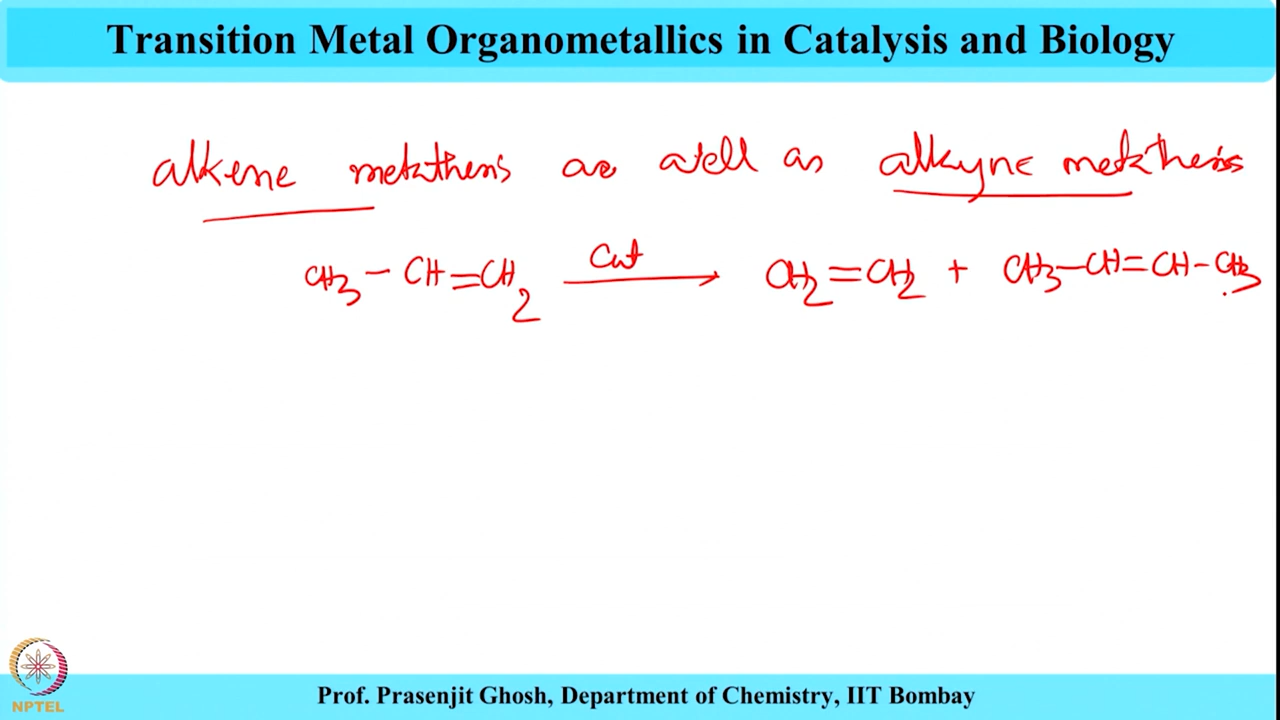 Transition Metal Organometallics in Catalysis and Biology
alkene metathesis as well as alkyne metathesis
CH3 - CH=CH2 Cat → CH2=CH2 + CH3-CH=CH-CH3
NPTEL
Prof. Prasenjit Ghosh, Department of Chemistry, IIT Bombay